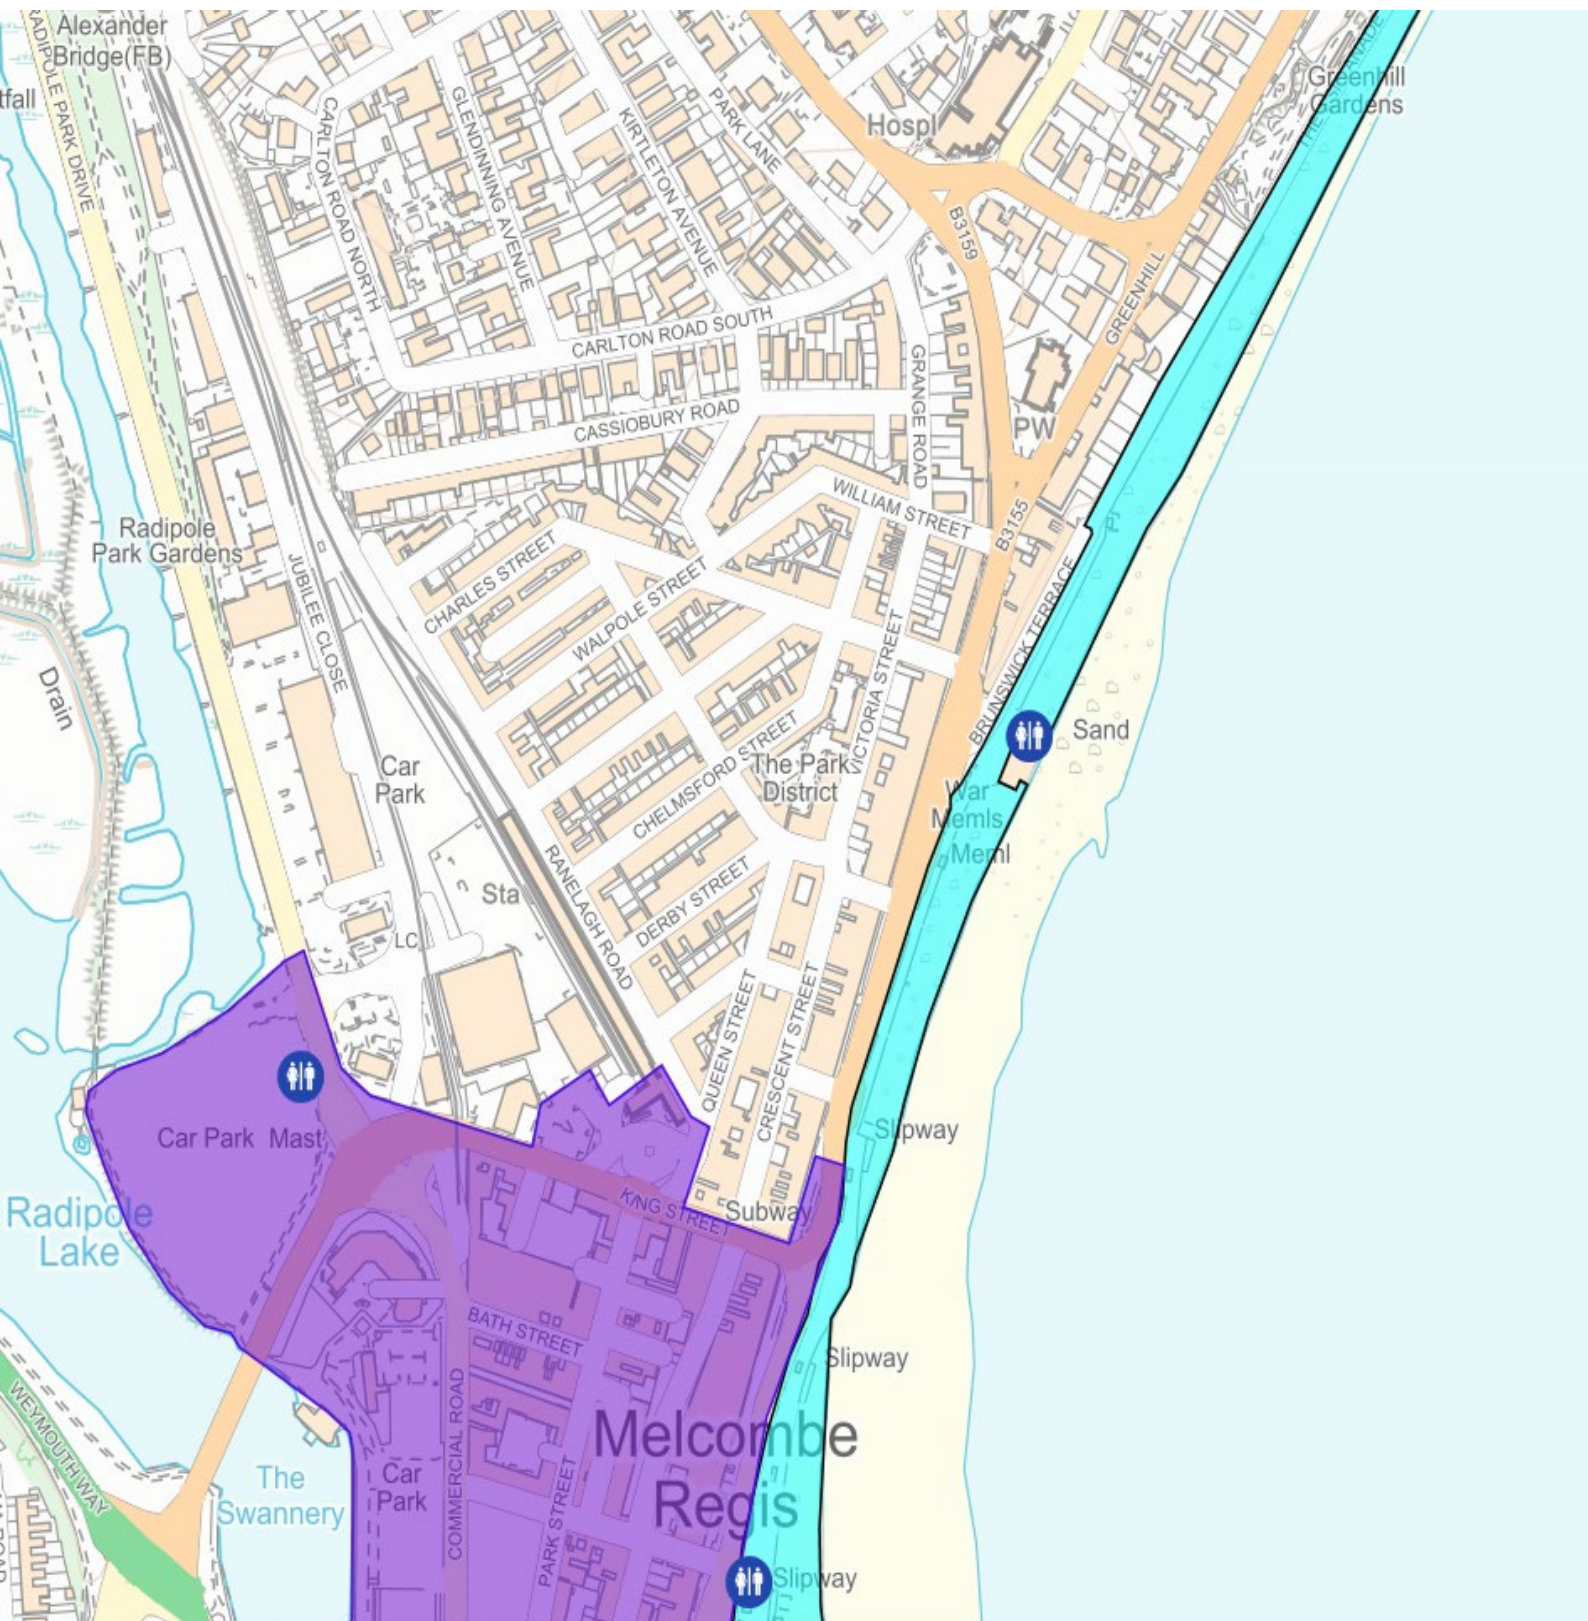 Alexander
Bridge(FB)
tfall
RADIPOLE PARK DRIVE
CARLTON ROAD NORTH
GLENDINNING AVENUE
KIRTLETON AVENUE
PARK LANE
Hospl
Greenhill
Gardens
B3159
GREENHILL
CARLTON ROAD SOUTH
CASSIOBURY ROAD
GRANGE ROAD
PW
WILLIAM STREET
B3155
Radipole
Park Gardens
JUBILEE CLOSE
CHARLES STREET
WALPOLE STREET
VICTORIA STREET
BRUNSWICK TERRACE
Drain
Car
Park
CHELMSFORD STREET
The Park
District
Sand
War
Memls
Meml
Sta
RANELAGH ROAD
DERBY STREET
LC
QUEEN STREET
CRESCENT STREET
Car Park
Mast
Slipway
KING STREET
Subway
Radipole
Lake
BATH STREET
Slipway
WEYMOUTH WAY
COMMERCIAL ROAD
Melcombe
Regis
The
Swannery
Car
Park
PARK STREET
Slipway